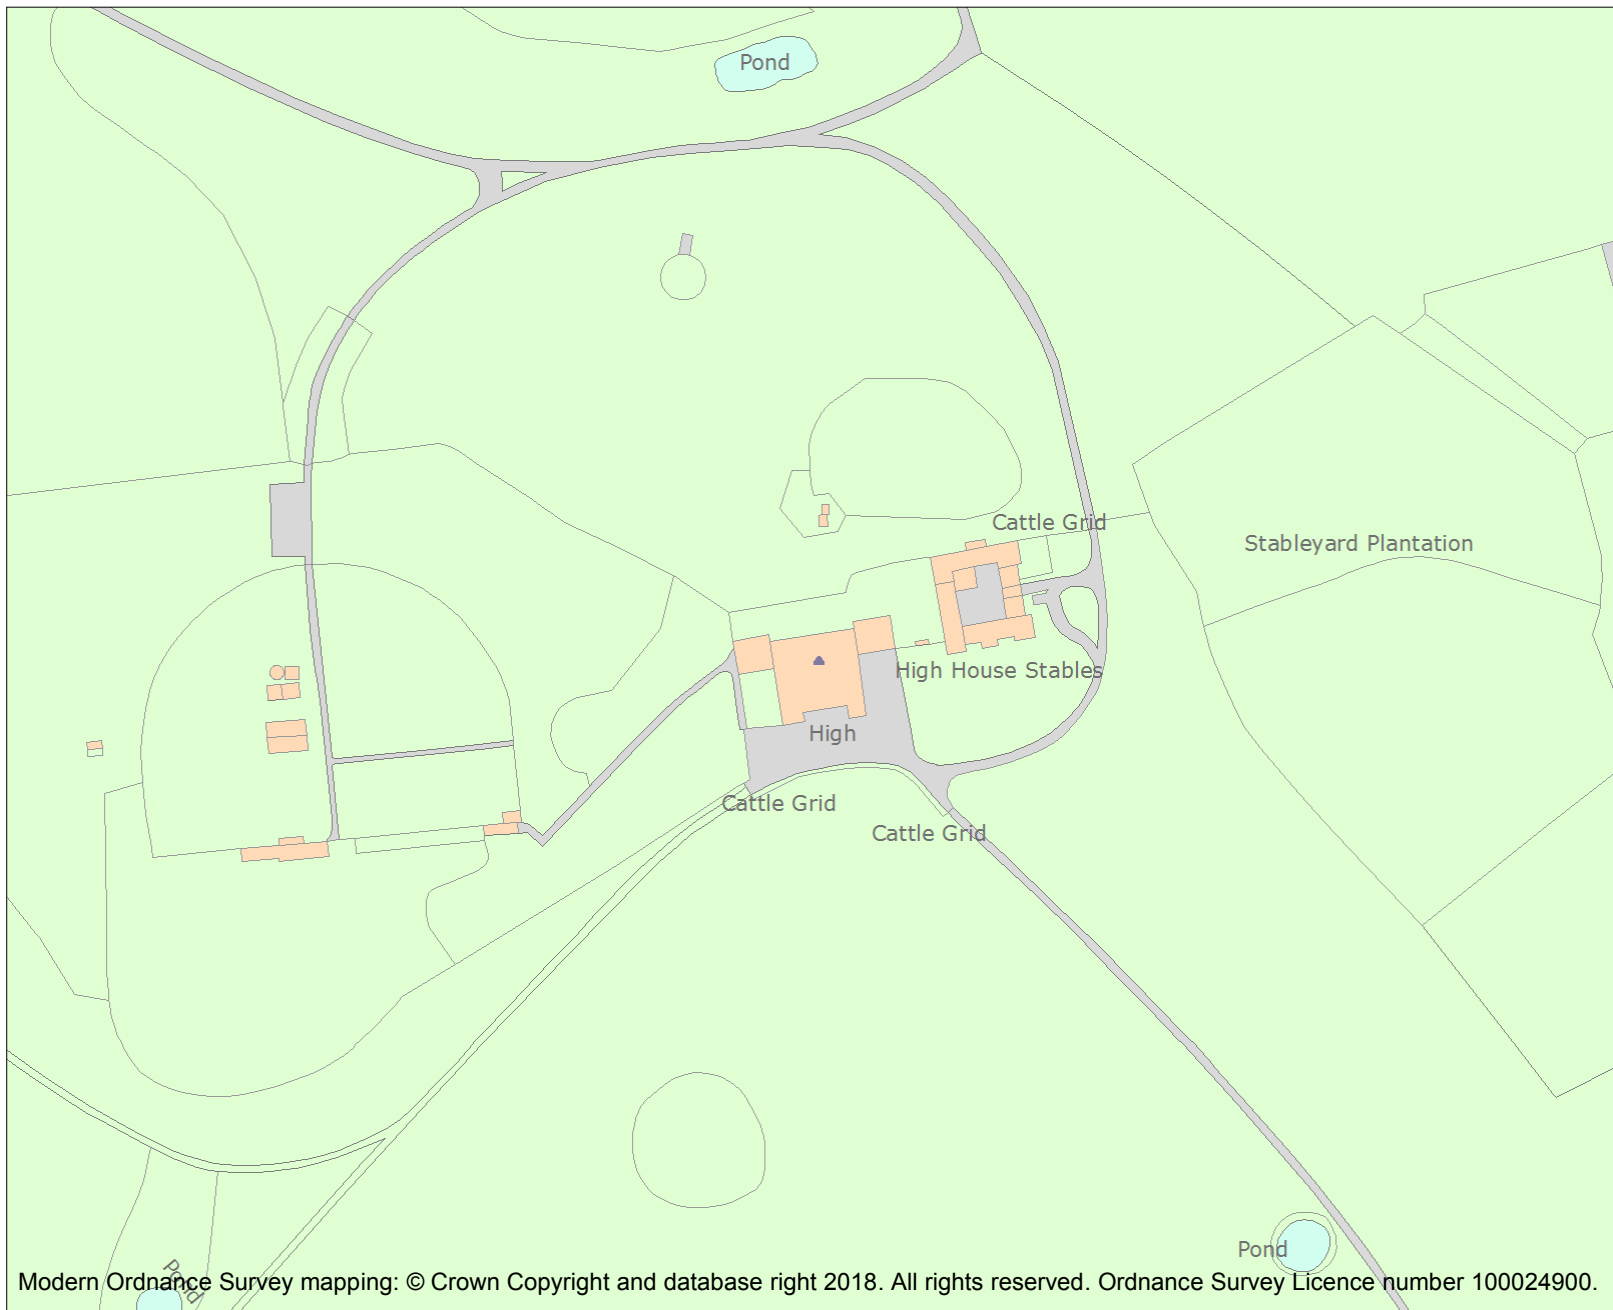 Pond
Cattle Grid
Stableyard Plantation
High House Stables
High
Cattle Grid
Cattle Grid
Pond
Pond
Modern Ordnance Survey mapping: © Crown Copyright and database right 2018. All rights reserved. Ordnance Survey Licence number 100024900.